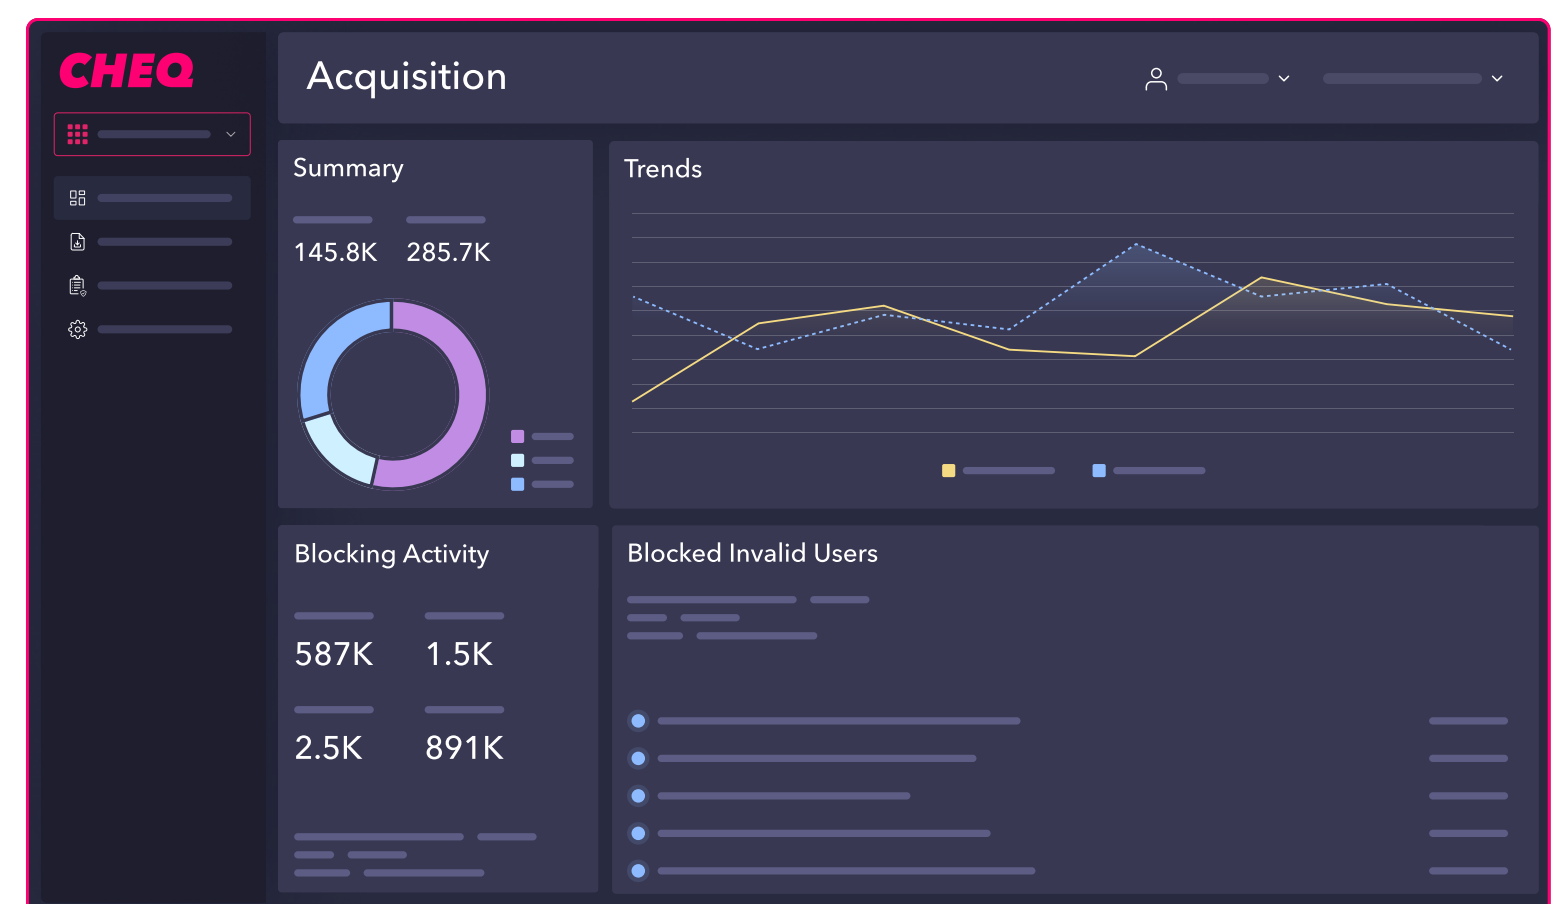 CHEQ
Acquisition
Summary
145.8K 285.7K
Trends
Blocking Activity
587K 1.5K
2.5K 891K
Blocked Invalid Users